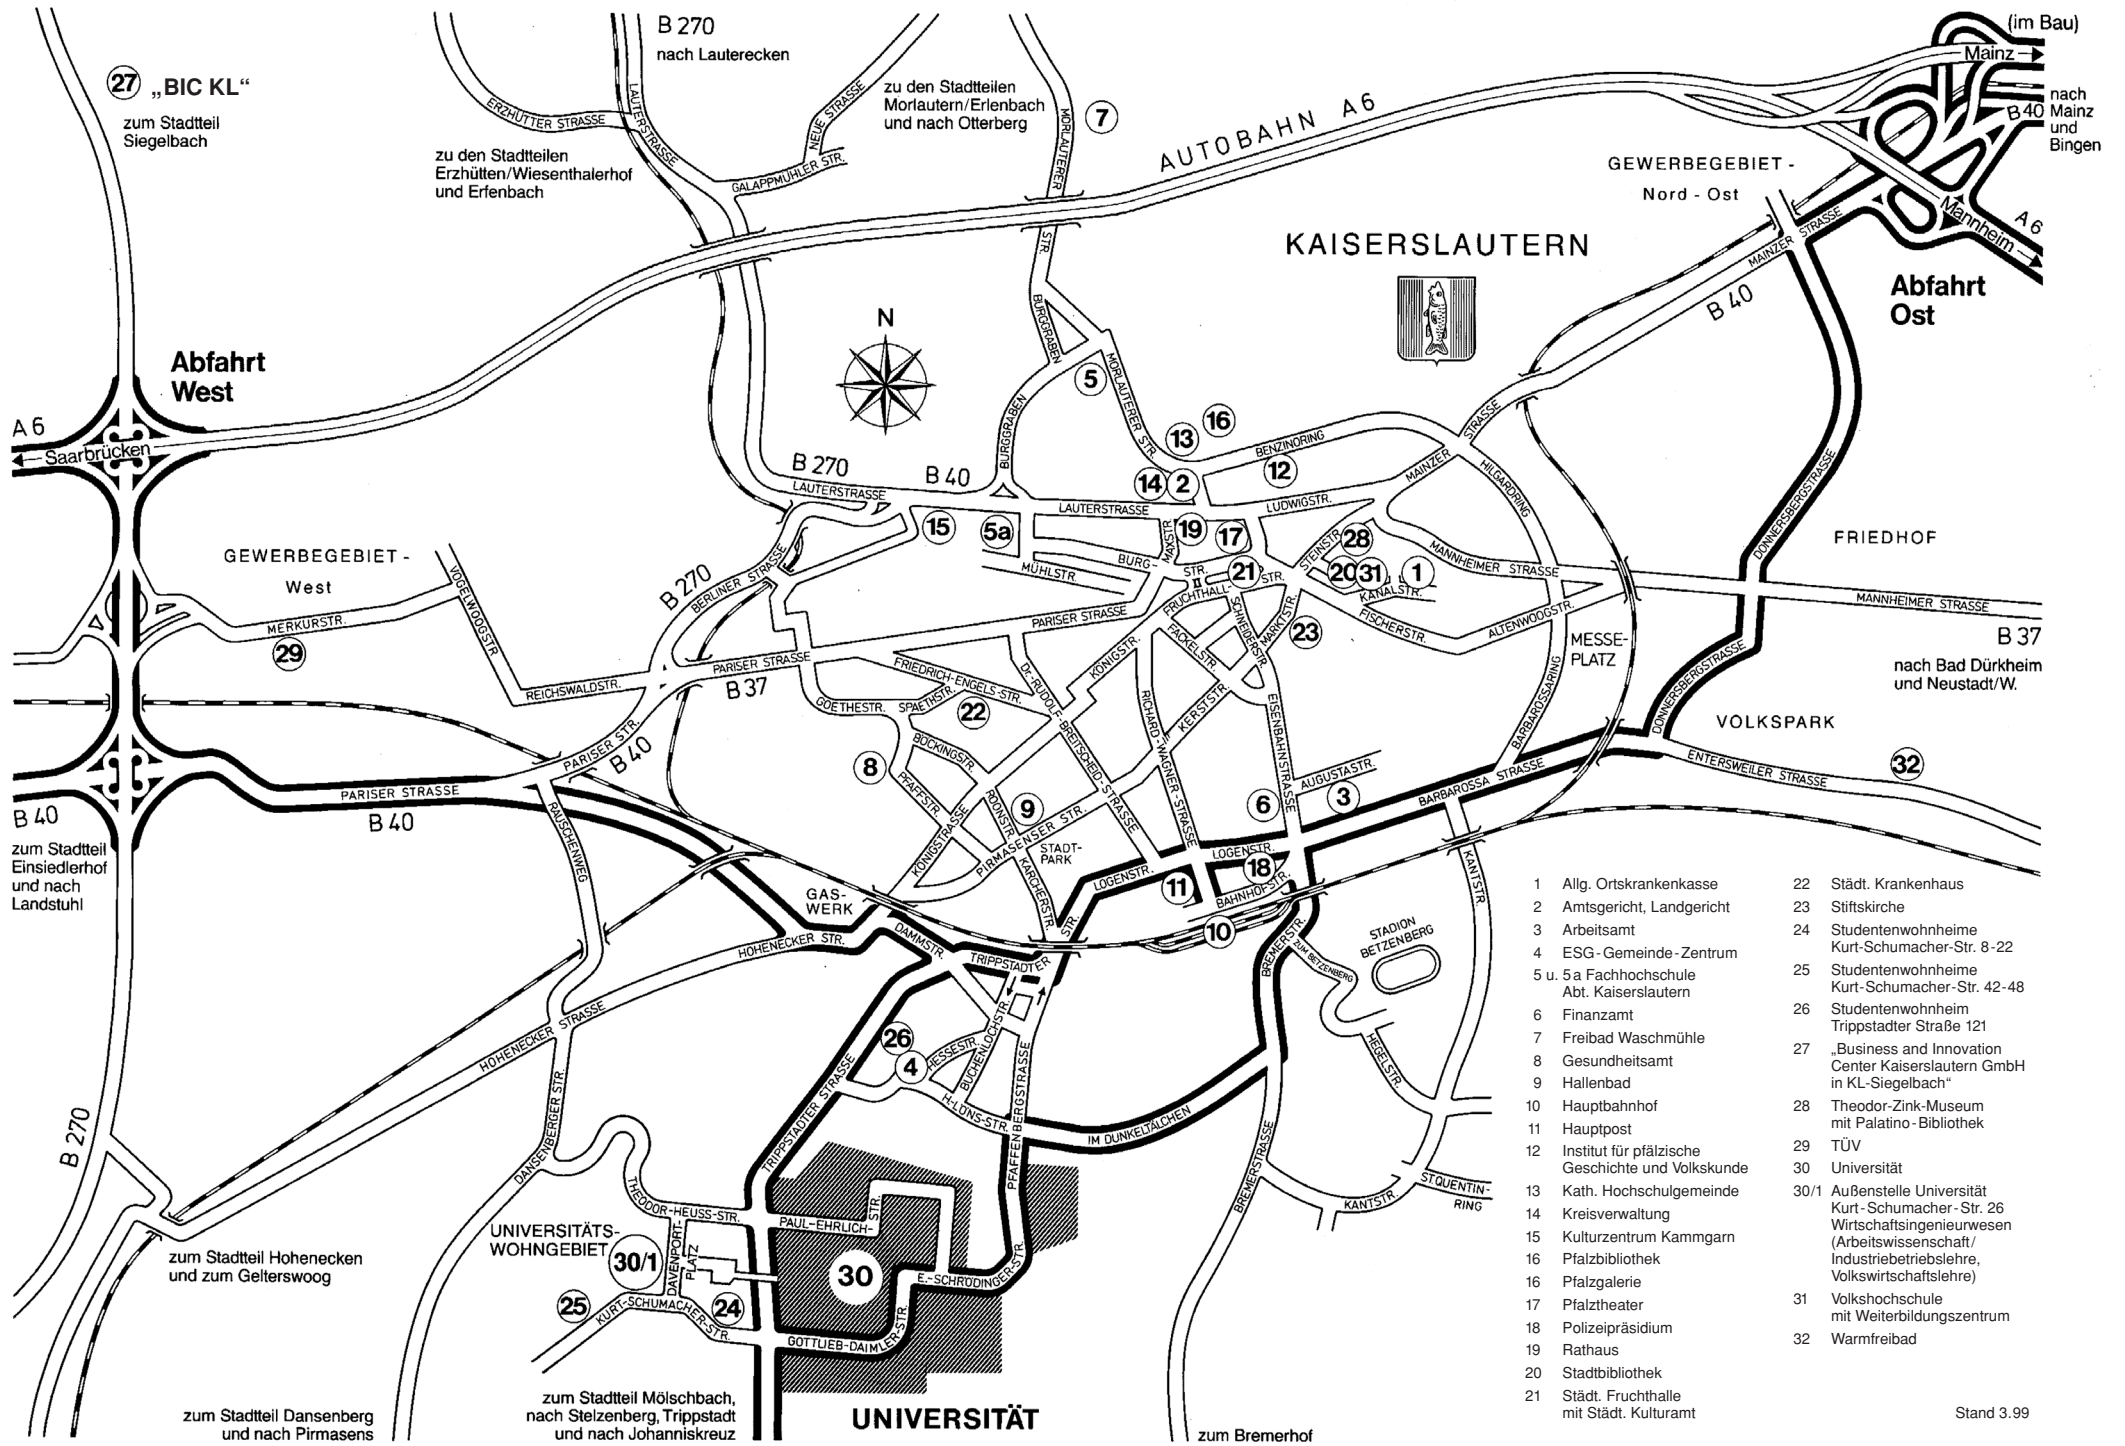 B 270
nach Lauterecken
(im Bau)
Mainz
nach
Mainz
und
Bingen
B 40
27 „BIC KL“
zum Stadtteil
Siegelbach
ERZHÜTTER STRASSE
LAUTERSTRASSE
NEUE STRASSE
GALAPPMÜHLER STR.
zu den Stadtteilen
Erzhütten/Wiesenthalerhof
und Erfenbach
zu den Stadtteilen
Morlautern/Erlenbach
und nach Otterberg
7
MORLAUTERER
STR.
AUTOBAHN A 6
GEWERBEGEBIET -
Nord - Ost
Mannheim
A 6
MAINZER STRASSE
B 40
KAISERSLAUTERN
Abfahrt
Ost
N
Abfahrt
West
A 6
Saarbrücken
BURGGRABEN
5
MORLAUTERER STR.
BURGGRABEN
13
16
BENZINORING
12
14
2
MAINZER
STRASSE
HILGARDRING
B 270
LAUTERSTRASSE
B 40
15
5a
LAUTERSTRASSE
LUDWIGSTR.
MAXSTR.
19
17
STEINSTR.
28
MANNHEIMER STRASSE
DONNERSBERGSTRASSE
FRIEDHOF
GEWERBEGEBIET -
West
VOGELWOOGSTR.
MERKURSTR.
29
B 270
BERLINER STRASSE
MÜHLSTR.
BURG-
STR.
21
STR.
FRUCHTHALL-
20
31
1
KANALSTR.
FISCHERSTR.
ALTENWOOGSTR.
MANNHEIMER STRASSE
B 37
MESSE-
PLATZ
nach Bad Dürkheim
und Neustadt/W.
PARISER STRASSE
SCHNEIDERSTR.
MARKTSTR.
23
FACKELSTR.
KÖNIGSTR.
REICHSWALDSTR.
PARISER STRASSE
B 37
FRIEDRICH-ENGELS-STR.
GOETHESTR.
SPAETHSTR.
22
DR.-RUDOLF-BREITSCHEID-STRASSE
RICHARD-WAGNER-STRASSE
KERSTSTR.
EISENBAHNSTRASSE
BARBAROSSARING
DONNERSBERGSTRASSE
VOLKSPARK
ENTERSWEILER STRASSE
32
PARISER STR.
B 40
BÖCKINGSTR.
8
PFAFFSTR.
AUGUSTASTR.
3
6
BARBAROSSA STRASSE
PARISER STRASSE
B 40
B 40
zum Stadtteil
Einsiedlerhof
und nach
Landstuhl
RAUSCHENWEG
ROONSTR.
9
PIRMASENSER STR.
KÖNIGSTRASSE
STADT-
PARK
KARCHERSTR.
LOGENSTR.
LOGENSTR.
18
11
BAHNHOFSTR.
10
KANTSTR.
GAS-
WERK
HOHENECKER STR.
DAMMSTR.
TRIPPSTADTER
STR.
BREMERSTR.
ZUM BETZENBERG
STADION
BETZENBERG
HOHENECKER STRASSE
26
4
HESSESTR.
BUCHENLOCHSTR.
H-LÖNS-STR.
PFAFFENBERGSTRASSE
IM DUNKELTÄLCHEN
HEGELSTR.
BREMERSTRASSE
KANTSTR.
ST.QUENTIN-
RING
B 270
DANSENBERGER STR.
TRIPPSTADTER STRASSE
THEODOR-HEUSS-STR.
PAUL-EHRLICH-
STR.
UNIVERSITÄTS-
WOHNGEBIET
30/1
DAVENPORT-
PLATZ
30
E.-SCHRÖDINGER-STR.
25
KURT-SCHUMACHER-STR.
24
GOTTLIEB-DAIMLER-STR.
zum Stadtteil Hohenecken
und zum Gelterswoog
zum Stadtteil Dansenberg
und nach Pirmasens
zum Stadtteil Mölschbach,
nach Stelzenberg, Trippstadt
und nach Johanniskreuz
UNIVERSITÄT
zum Bremerhof
1 Allg. Ortskrankenkasse
2 Amtsgericht, Landgericht
3 Arbeitsamt
4 ESG-Gemeinde-Zentrum
5 u. 5a Fachhochschule
Abt. Kaiserslautern
6 Finanzamt
7 Freibad Waschmühle
8 Gesundheitsamt
9 Hallenbad
10 Hauptbahnhof
11 Hauptpost
12 Institut für pfälzische
Geschichte und Volkskunde
13 Kath. Hochschulgemeinde
14 Kreisverwaltung
15 Kulturzentrum Kammgarn
16 Pfalzbibliothek
16 Pfalzgalerie
17 Pfalztheater
18 Polizeipräsidium
19 Rathaus
20 Stadtbibliothek
21 Städt. Fruchthalle
mit Städt. Kulturamt
22 Städt. Krankenhaus
23 Stiftskirche
24 Studentenwohnheime
Kurt-Schumacher-Str. 8-22
25 Studentenwohnheime
Kurt-Schumacher-Str. 42-48
26 Studentenwohnheim
Trippstadter Straße 121
27 „Business and Innovation
Center Kaiserslautern GmbH
in KL-Siegelbach“
28 Theodor-Zink-Museum
mit Palatino-Bibliothek
29 TÜV
30 Universität
30/1 Außenstelle Universität
Kurt-Schumacher-Str. 26
Wirtschaftsingenieurwesen
(Arbeitswissenschaft/
Industriebetriebslehre,
Volkswirtschaftslehre)
31 Volkshochschule
mit Weiterbildungszentrum
32 Warmfreibad
Stand 3.99